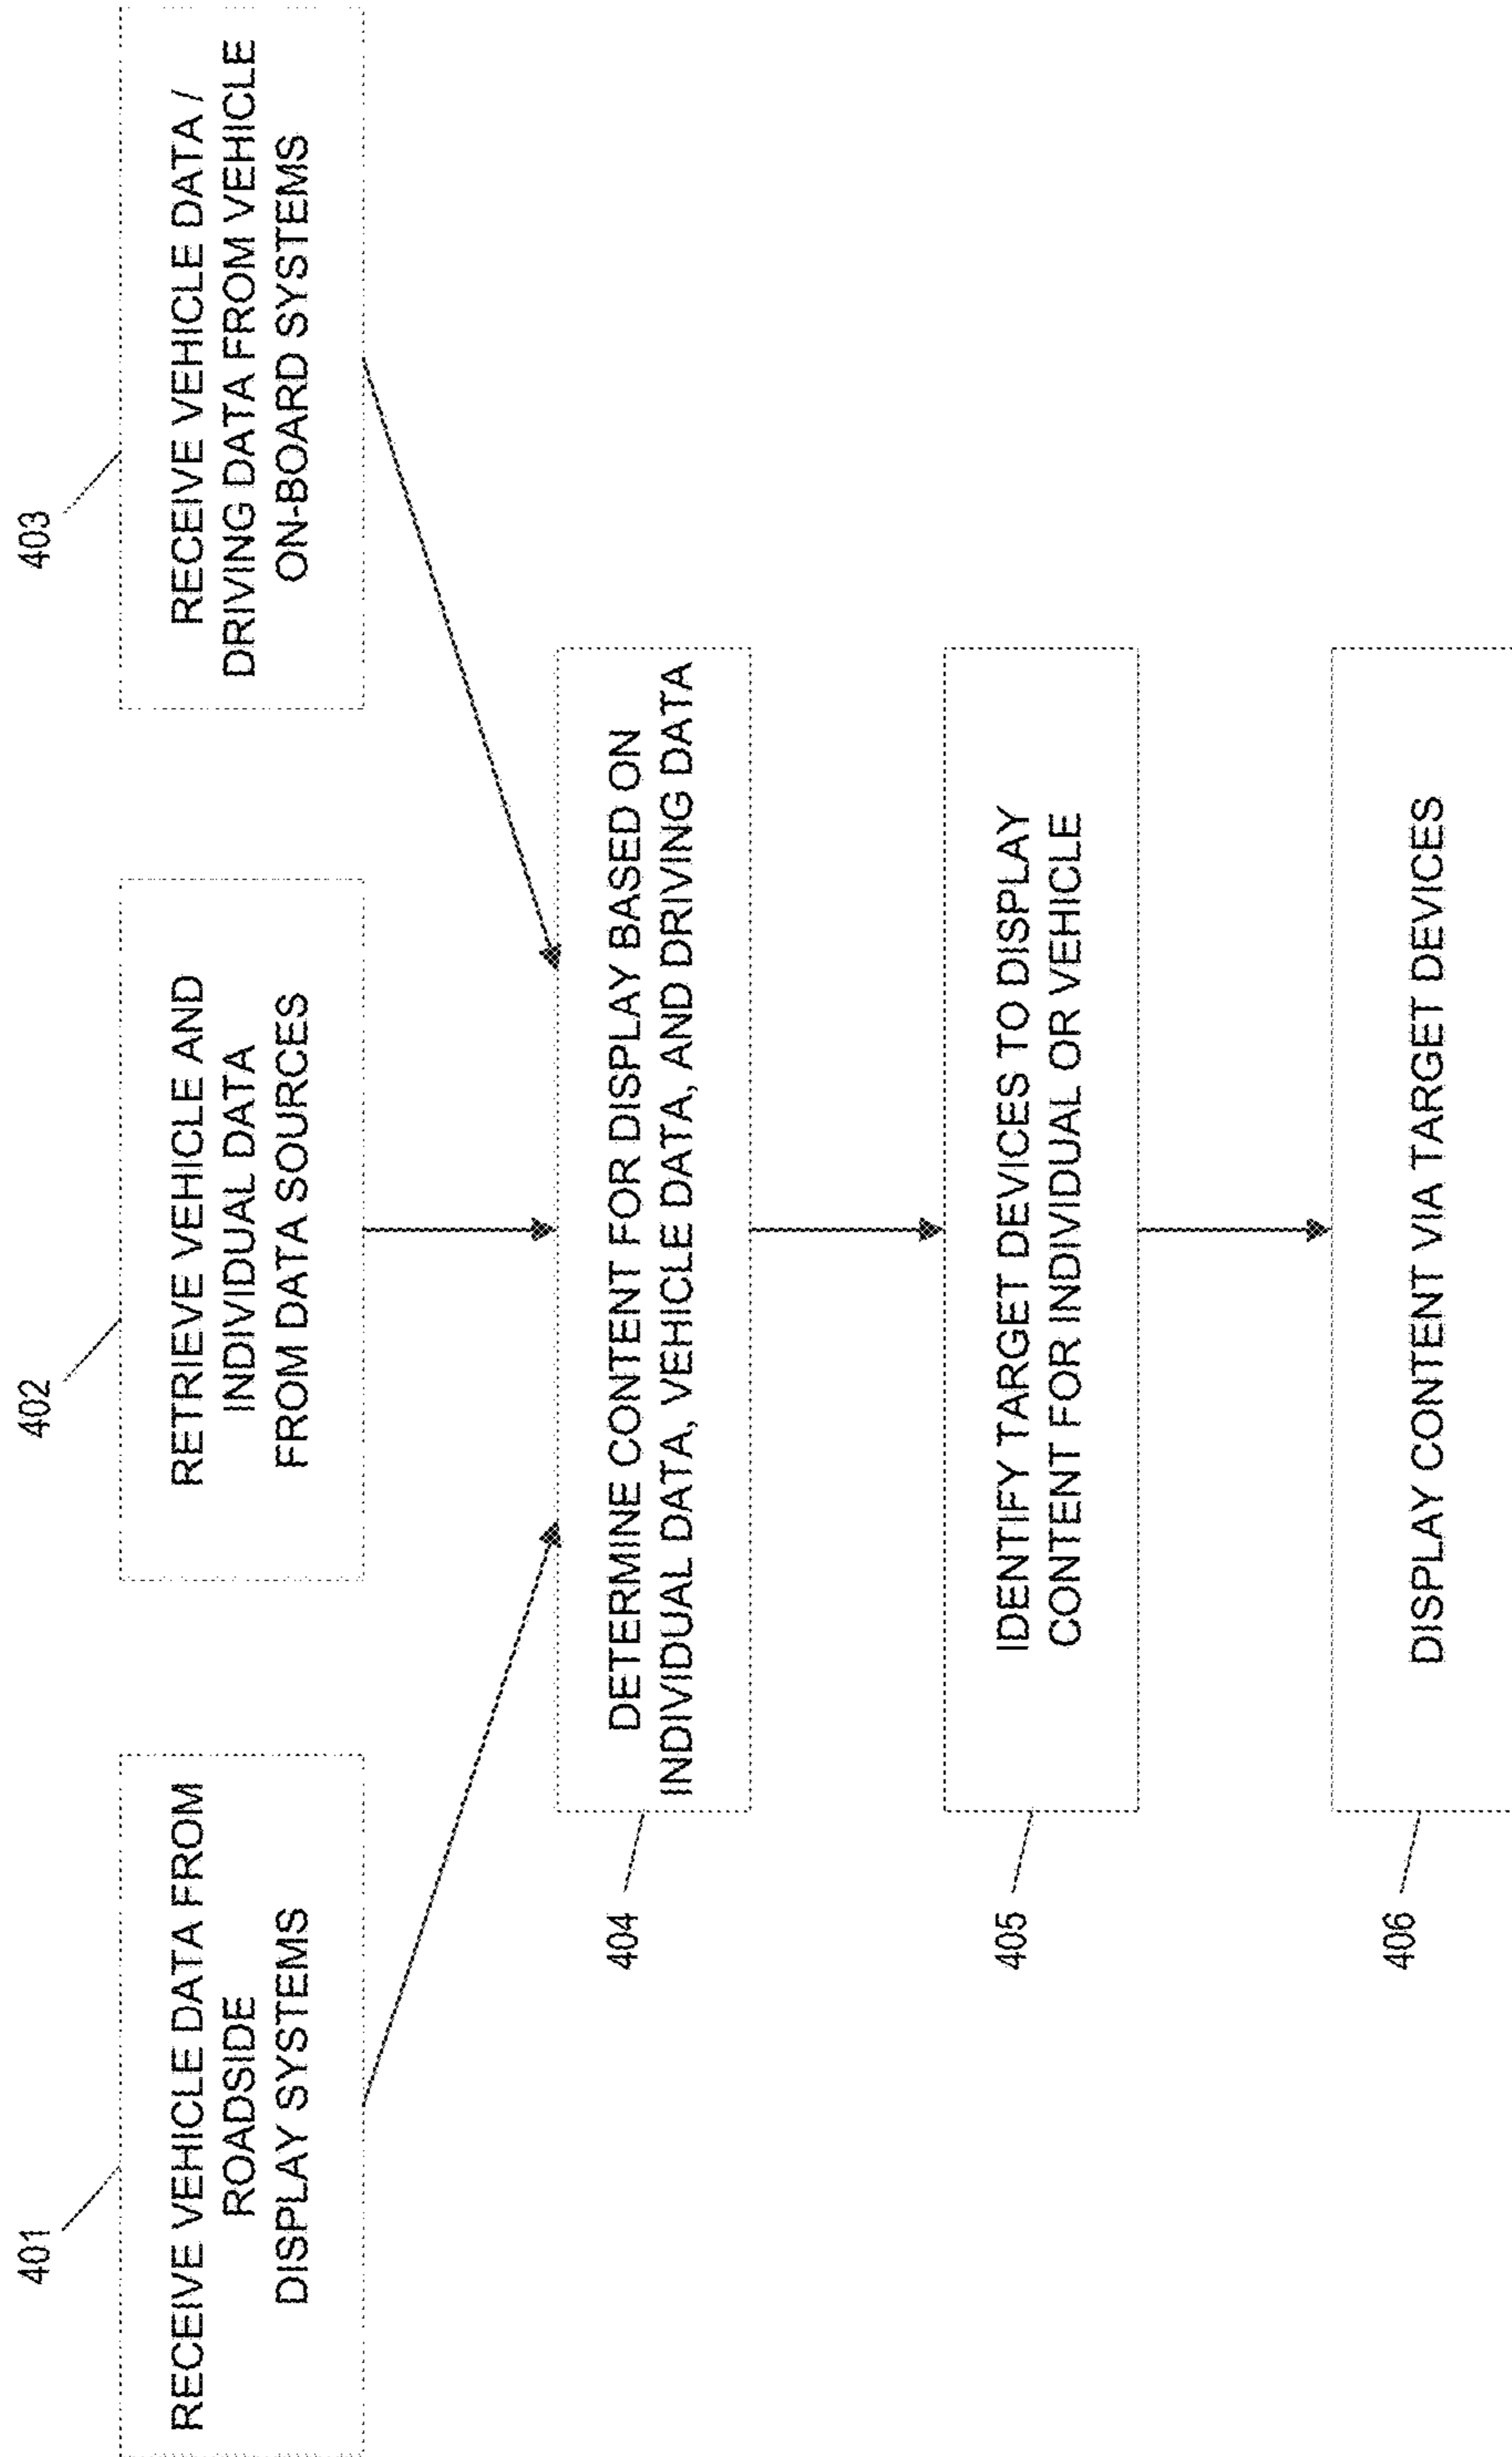 401
RECEIVE VEHICLE DATA FROM
ROADSIDE
DISPLAY SYSTEMS
402
RETRIEVE VEHICLE AND
INDIVIDUAL DATA
FROM DATA SOURCES
403
RECEIVE VEHICLE DATA /
DRIVING DATA FROM VEHICLE
ON-BOARD SYSTEMS
404
DETERMINE CONTENT FOR DISPLAY BASED ON
INDIVIDUAL DATA, VEHICLE DATA, AND DRIVING DATA
405
IDENTIFY TARGET DEVICES TO DISPLAY
CONTENT FOR INDIVIDUAL OR VEHICLE
406
DISPLAY CONTENT VIA TARGET DEVICES